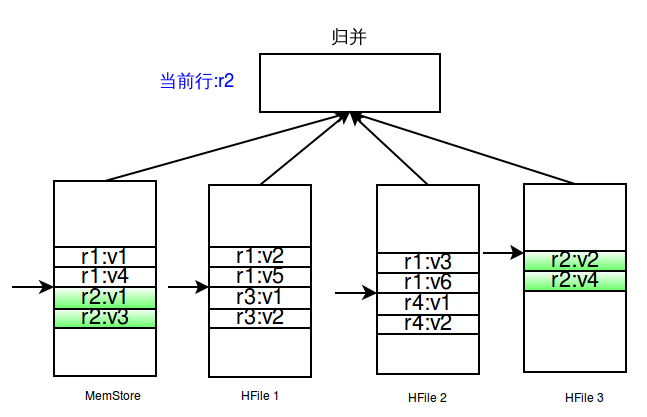 归并
当前行:r2
r1:v1
r1:v4
r2:v1
r2:v3
MemStore
r1:v2
r1:v5
r3:v1
r3:v2
HFile 1
r1:v3
r1:v6
r4:v1
r4:v2
HFile 2
r2:v2
r2:v4
HFile 3